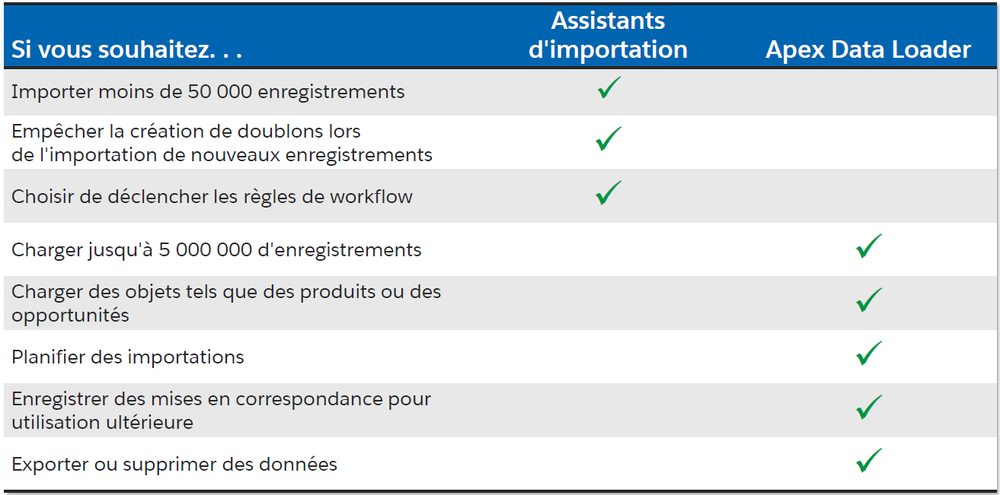 Assistants
Si vous souhaitez. . . d'importation Apex Data Loader
Importer moins de 50 000 enregistrements ✓
Empêcher la création de doublons lors
de l'importation de nouveaux enregistrements ✓
Choisir de déclencher les règles de workflow ✓
Charger jusqu'à 5 000 000 d'enregistrements ✓
Charger des objets tels que des produits ou des
opportunités ✓
Planifier des importations ✓
Enregistrer des mises en correspondance pour
utilisation ultérieure ✓
Exporter ou supprimer des données ✓